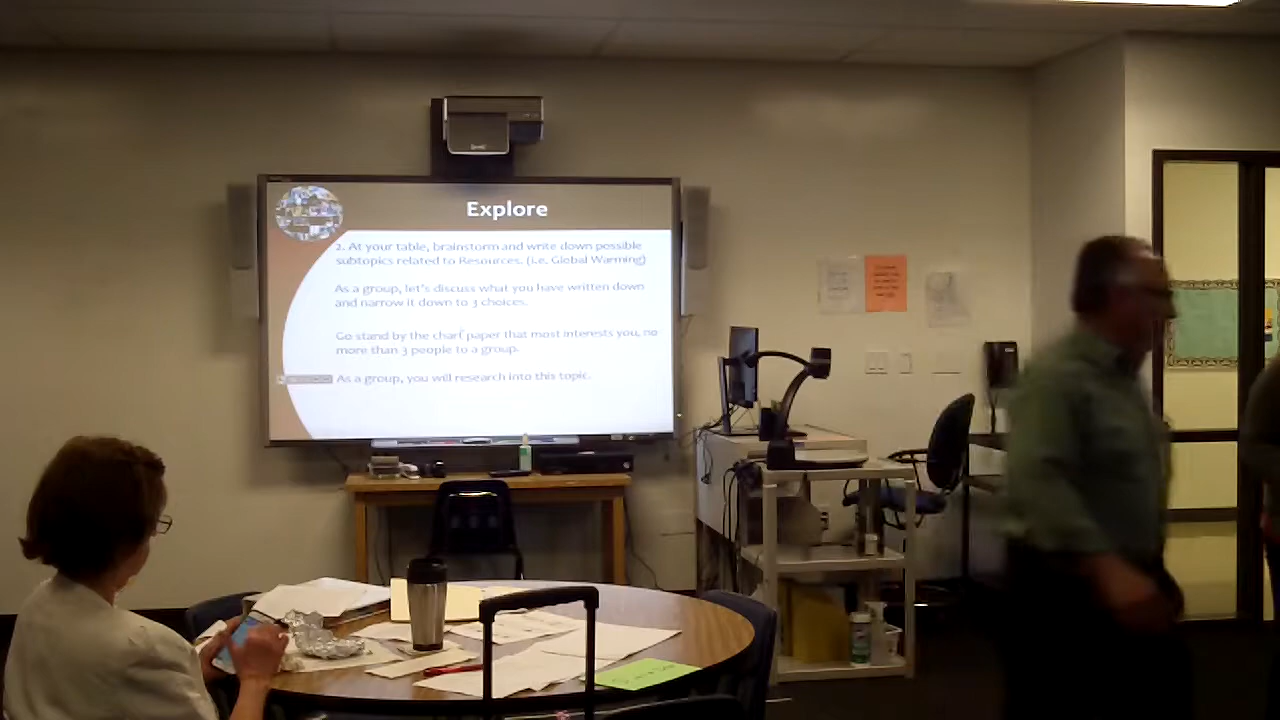 Explore
2. At your table, brainstorm and write down possible
subtopics related to Resources. (i.e. Global Warming)
As a group, let's discuss what you have written down
and narrow it down to 3 choices.
Go stand by the chart paper that most interests you, no
more than 3 people to a group.
As a group, you will research into this topic.